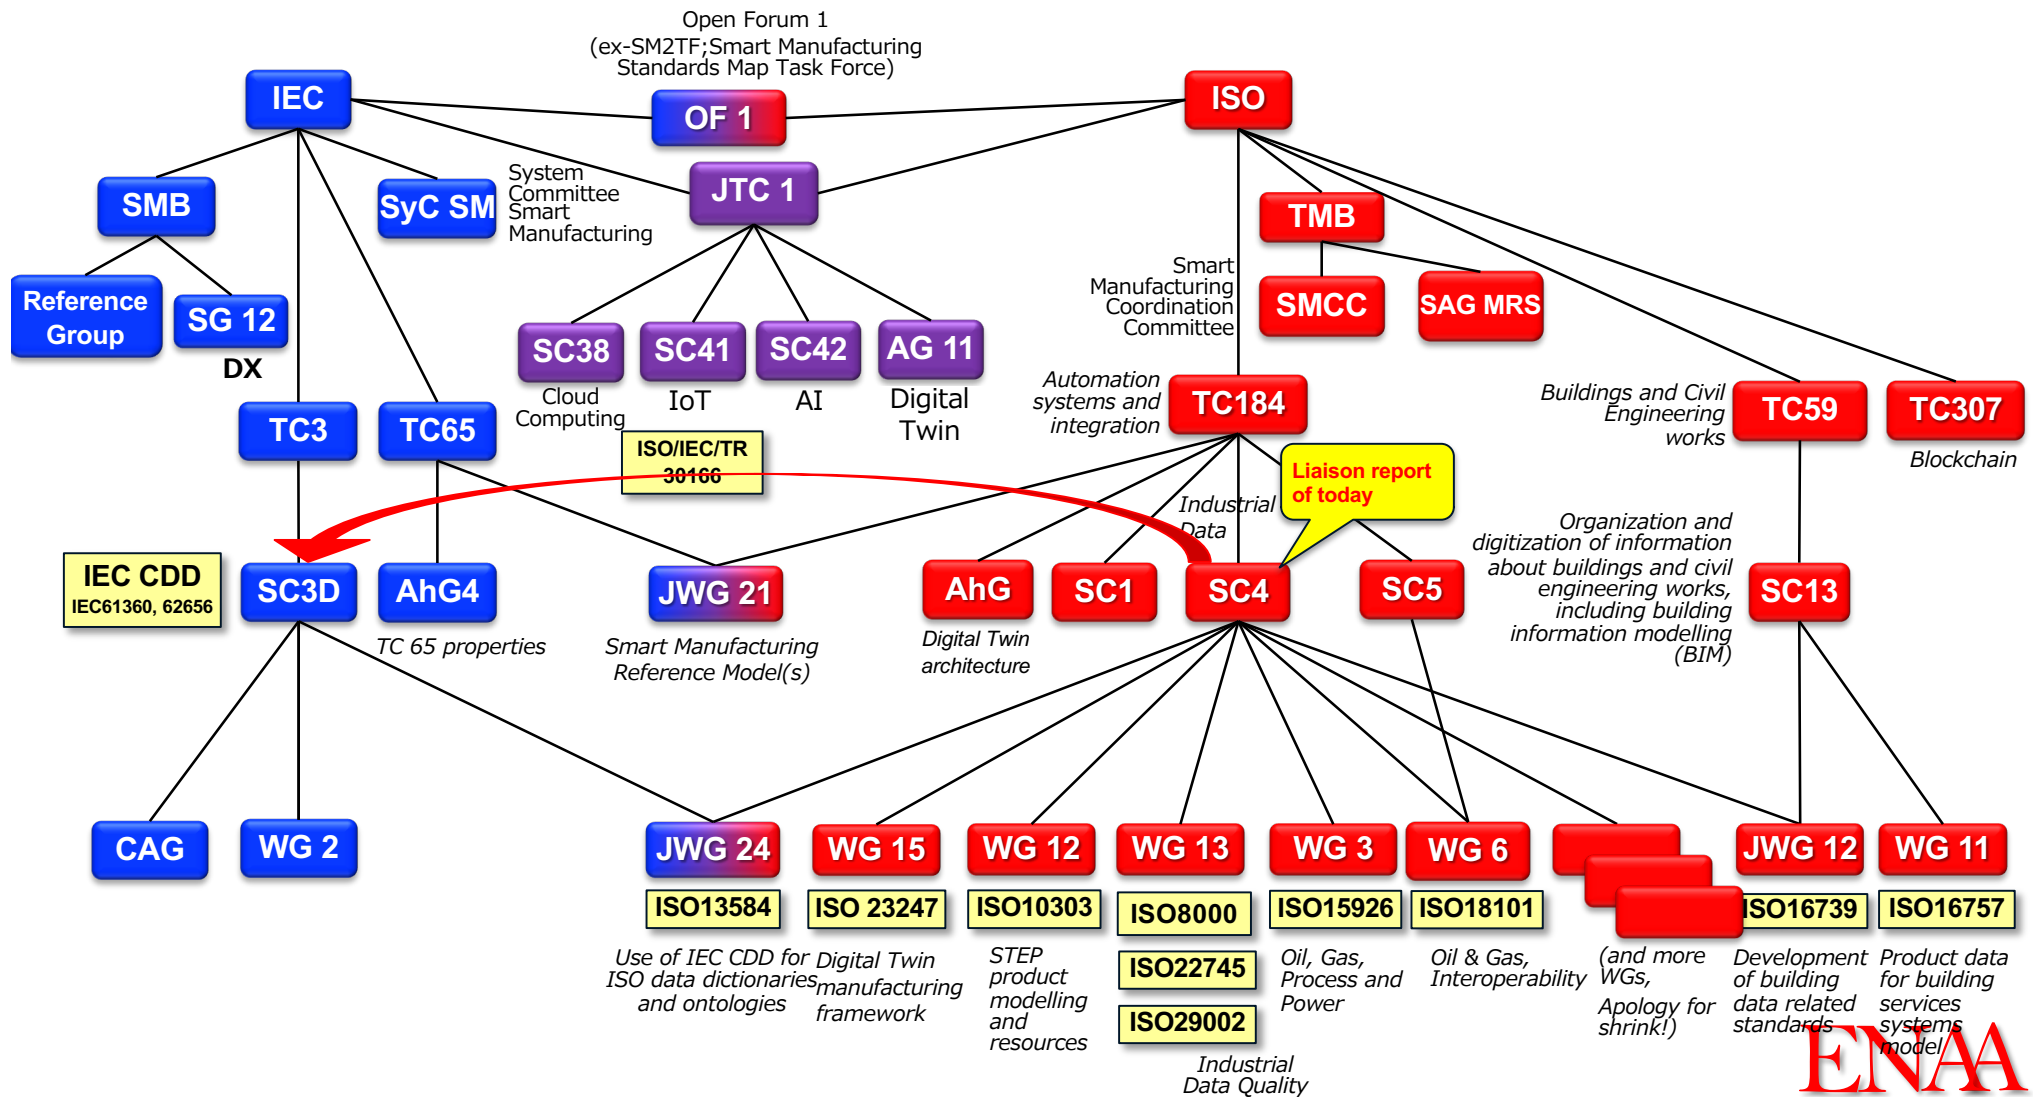 Open Forum 1
(ex-SM2TF;Smart Manufacturing
Standards Map Task Force)
IEC
OF 1
ISO
SMB
SyC SM
System
Committee
Smart
Manufacturing
JTC 1
TMB
Reference
Group
SG 12
DX
SC38
Cloud
Computing
SC41
IoT
SC42
AI
AG 11
Digital
Twin
Smart
Manufacturing
Coordination
Committee
SMCC
SAG MRS
TC3
TC65
ISO/IEC/TR
30166
Automation
systems and
integration
TC184
Buildings and Civil
Engineering
works
TC59
TC307
Blockchain
Liaison report
of today
Industrial
Data
IEC CDD
IEC61360, 62656
SC3D
AhG4
TC 65 properties
JWG 21
Smart Manufacturing
Reference Model(s)
AhG
Digital Twin
architecture
SC1
SC4
SC5
Organization and
digitization of information
about buildings and civil
engineering works,
including building
information modelling
(BIM)
SC13
CAG
WG 2
JWG 24
WG 15
WG 12
WG 13
WG 3
WG 6
JWG 12
WG 11
ISO13584
ISO 23247
ISO10303
ISO8000
ISO15926
ISO18101
ISO16739
ISO16757
ISO22745
ISO29002
Use of IEC CDD for
ISO data dictionaries
and ontologies
Digital Twin
manufacturing
framework
STEP
product
modelling
and
resources
Industrial
Data Quality
Oil, Gas,
Process and
Power
Oil & Gas,
Interoperability
(and more
WGs,
Apology for
shrink!)
Development
of building
data related
standards
Product data
for building
services
systems
model
ENAA